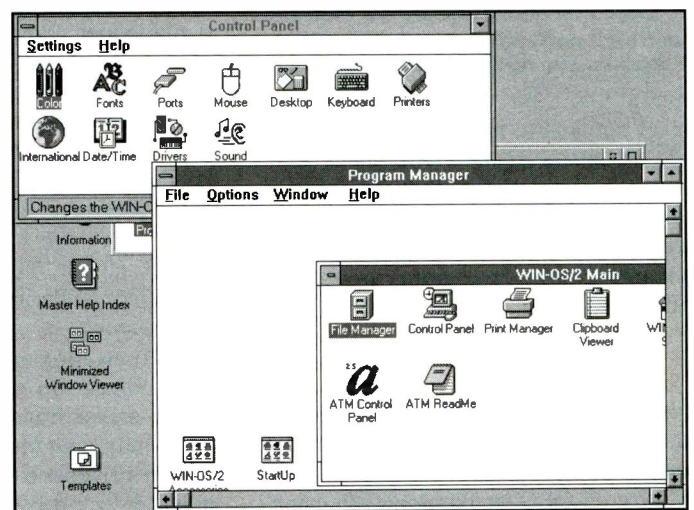 Control Panel
Settings Help
Color Fonts Ports Mouse Desktop Keyboard Printers
International Date/Time Drivers Sound
Changes the WIN-O
Information
Master Help Index
Minimized
Window Viewer
Templates
Program Manager
File Options Window Help
WIN-OS/2 Main
File Manager Control Panel Print Manager Clipboard
Viewer
ATM Control
Panel
ATM ReadMe
WIN-OS/2
StartUp